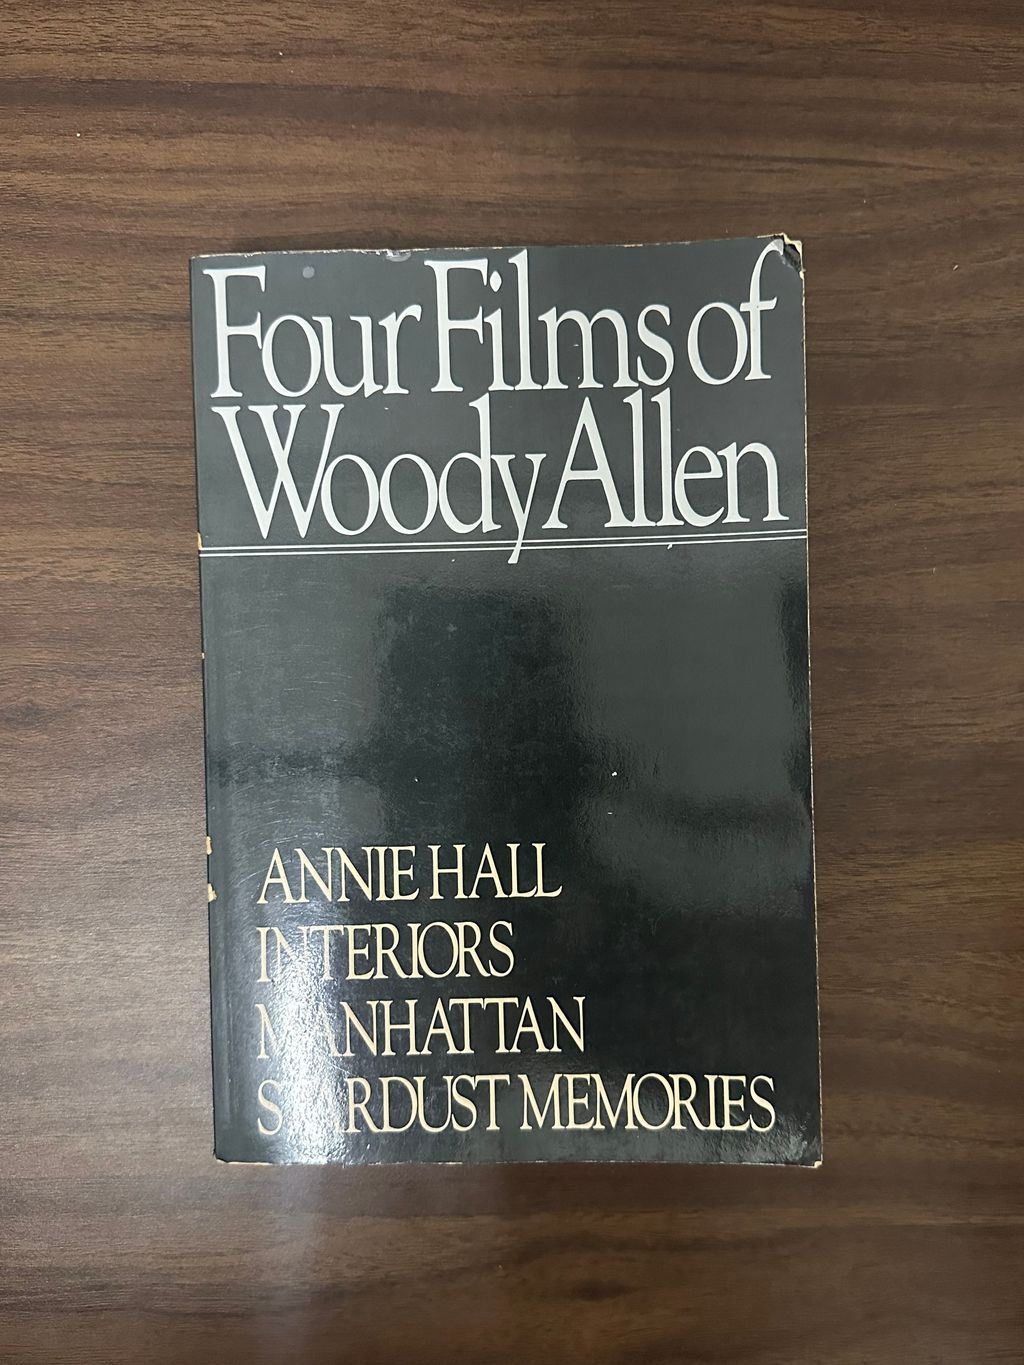 Four Films of
Woody Allen
ANNIE HALL
INTERIORS
MANHATTAN
STARDUST MEMORIES